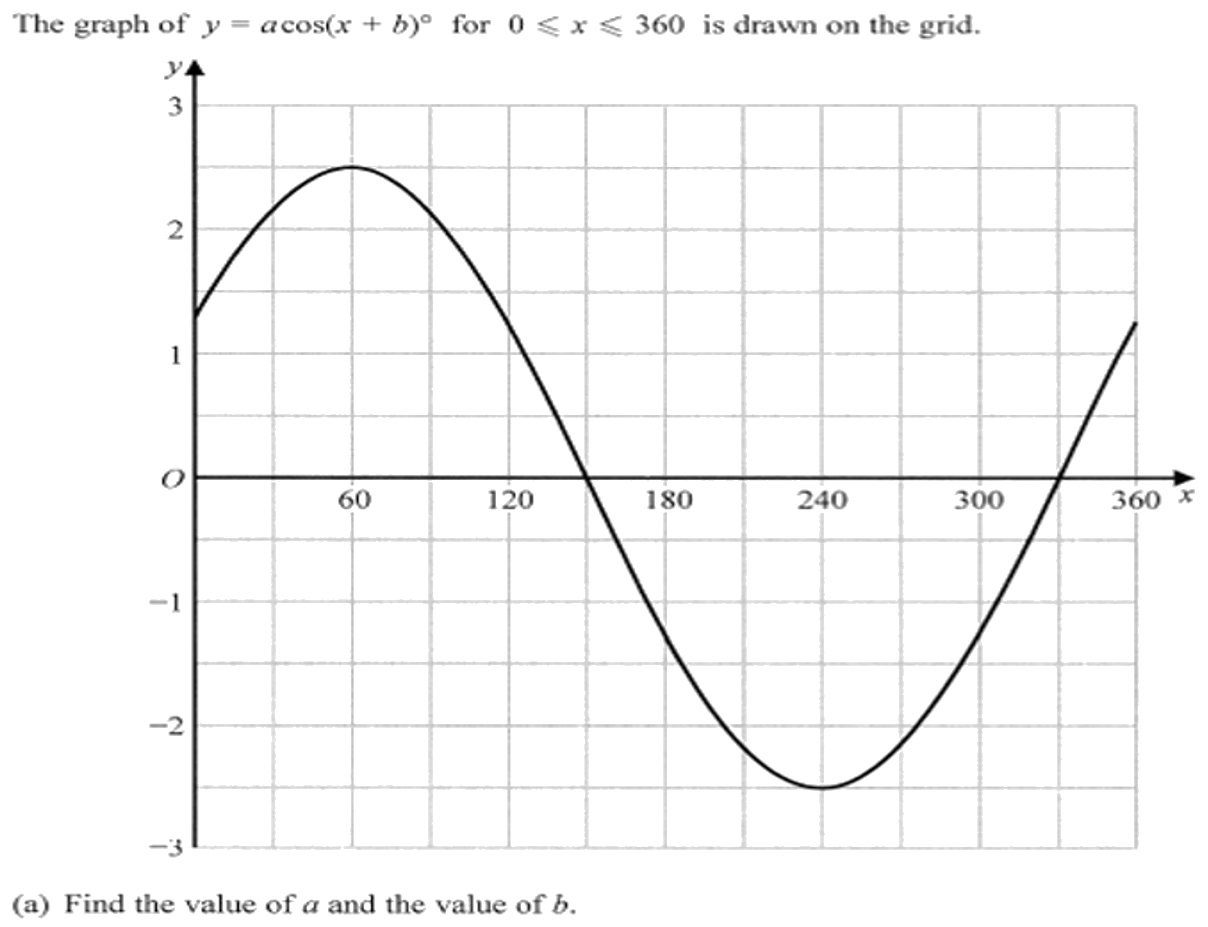 The graph of y = a cos(x + b)° for 0 ⩽ x ⩽ 360 is drawn on the grid.
y
3
2
1
O
60 120 180 240 300 360 x
−1
−2
−3
(a) Find the value of a and the value of b.